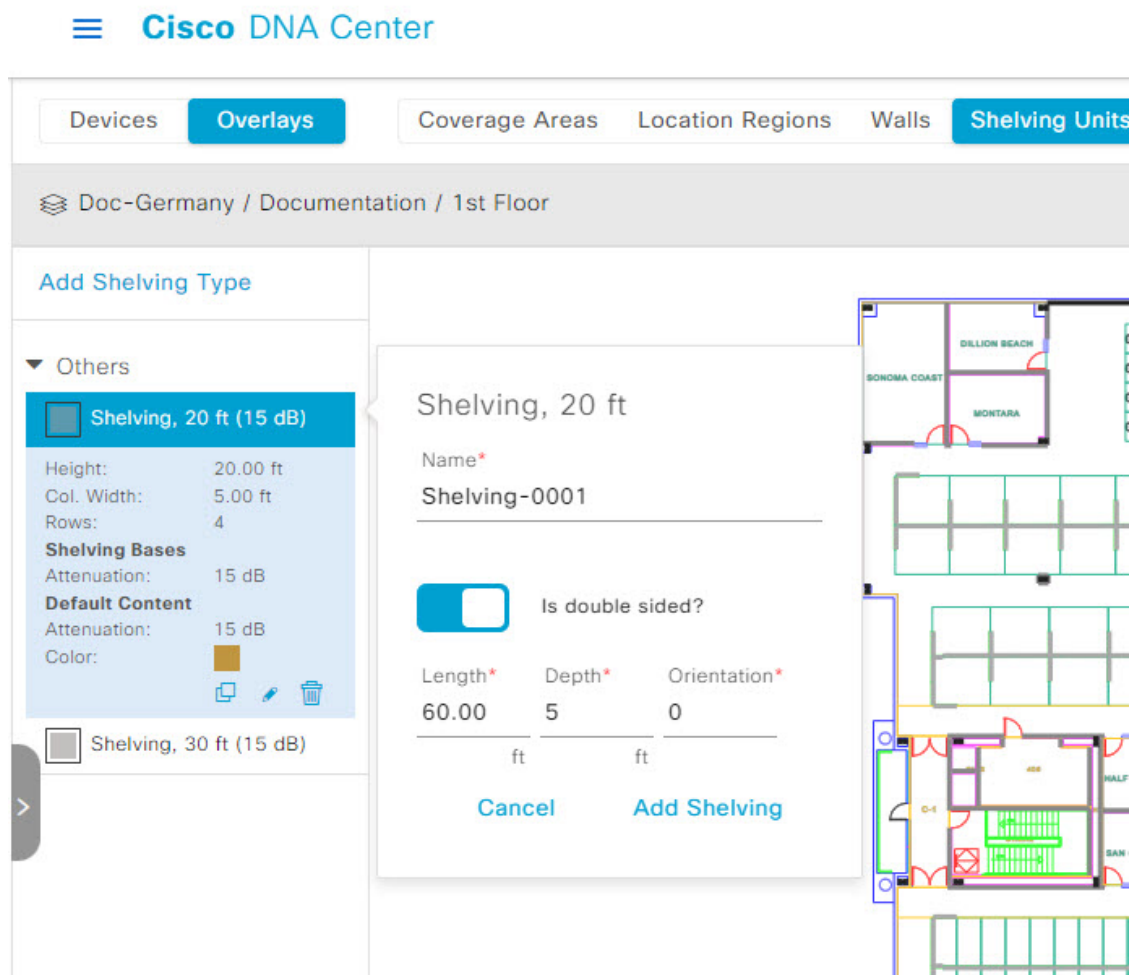 Cisco DNA Center
Devices Overlays Coverage Areas Location Regions Walls Shelving Units
Doc-Germany / Documentation / 1st Floor
Add Shelving Type
Others
Shelving, 20 ft (15 dB)
Height: 20.00 ft
Col. Width: 5.00 ft
Rows: 4
Shelving Bases
Attenuation: 15 dB
Default Content
Attenuation: 15 dB
Color:
Shelving, 30 ft (15 dB)
Shelving, 20 ft
Name*
Shelving-0001
Is double sided?
Length* Depth* Orientation*
60.00 5 0
ft ft
Cancel Add Shelving
DILLION BEACH
SONOMA COAST
MONTARA
C-1
HALF
SAN